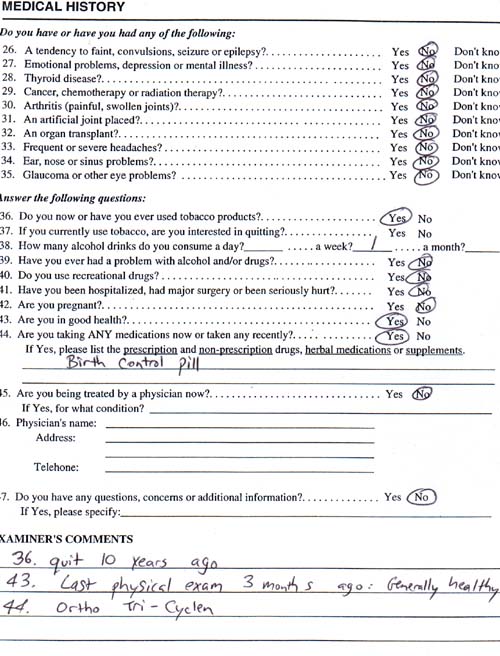 MEDICAL HISTORY
Do you have or have you had any of the following:
26. A tendency to faint, convulsions, seizure or epilepsy?. . . . . . . . . . . . . . . . . . . . Yes No Don't kno
27. Emotional problems, depression or mental illness? . . . . . . . . . . . . . . . . . . . . . . Yes No Don't kno
28. Thyroid disease?. . . . . . . . . . . . . . . . . . . . . . . . . . . . . . . . . . . . . . . . . . . . . . Yes No Don't kno
29. Cancer, chemotherapy or radiation therapy?. . . . . . . . . . . . . . . . . . . . . . . . . . . Yes No Don't kno
30. Arthritis (painful, swollen joints)?. . . . . . . . . . . . . . . . . . . . . . . . . . . . . . . . . . Yes No Don't kno
31. An artificial joint placed?. . . . . . . . . . . . . . . . . . . . . . . . . . . . . . . . . . . . . . . . Yes No Don't kno
32. An organ transplant?. . . . . . . . . . . . . . . . . . . . . . . . . . . . . . . . . . . . . . . . . . . Yes No Don't kno
33. Frequent or severe headaches? . . . . . . . . . . . . . . . . . . . . . . . . . . . . . . . . . . . . Yes No Don't kno
34. Ear, nose or sinus problems?. . . . . . . . . . . . . . . . . . . . . . . . . . . . . . . . . . . . . . Yes No Don't kno
35. Glaucoma or other eye problems? . . . . . . . . . . . . . . . . . . . . . . . . . . . . . . . . . . Yes No Don't kno
Answer the following questions:
36. Do you now or have you ever used tobacco products?. . . . . . . . . . . . . . . . . . . . Yes No
37. If you currently use tobacco, are you interested in quitting?. . . . . . . . . . . . . . . . Yes No
38. How many alcohol drinks do you consume a day?______ . . . . . a week? / . . . . . a month?______
39. Have you ever had a problem with alcohol and/or drugs?. . . . . . . . . . . . . . . . . . Yes No
40. Do you use recreational drugs? . . . . . . . . . . . . . . . . . . . . . . . . . . . . . . . . . . . . Yes No
41. Have you been hospitalized, had major surgery or been seriously hurt?. . . . . . . Yes No
42. Are you pregnant?. . . . . . . . . . . . . . . . . . . . . . . . . . . . . . . . . . . . . . . . . . . . . Yes No
43. Are you in good health?. . . . . . . . . . . . . . . . . . . . . . . . . . . . . . . . . . . . . . . . . Yes No
44. Are you taking ANY medications now or taken any recently?. . . . . . . . . . . . . . . Yes No
If Yes, please list the prescription and non-prescription drugs, herbal medications or supplements.
Birth Control pill
45. Are you being treated by a physician now?. . . . . . . . . . . . . . . . . . . . . . . . . . . . Yes No
If Yes, for what condition?
46. Physician's name:
Address:
Telehone:
47. Do you have any questions, concerns or additional information?. . . . . . . . . . . . . Yes No
If Yes, please specify:
EXAMINER'S COMMENTS
36. quit 10 years ago
43. Last physical exam 3 months ago: Generally healthy
44. Ortho Tri-Cyclen